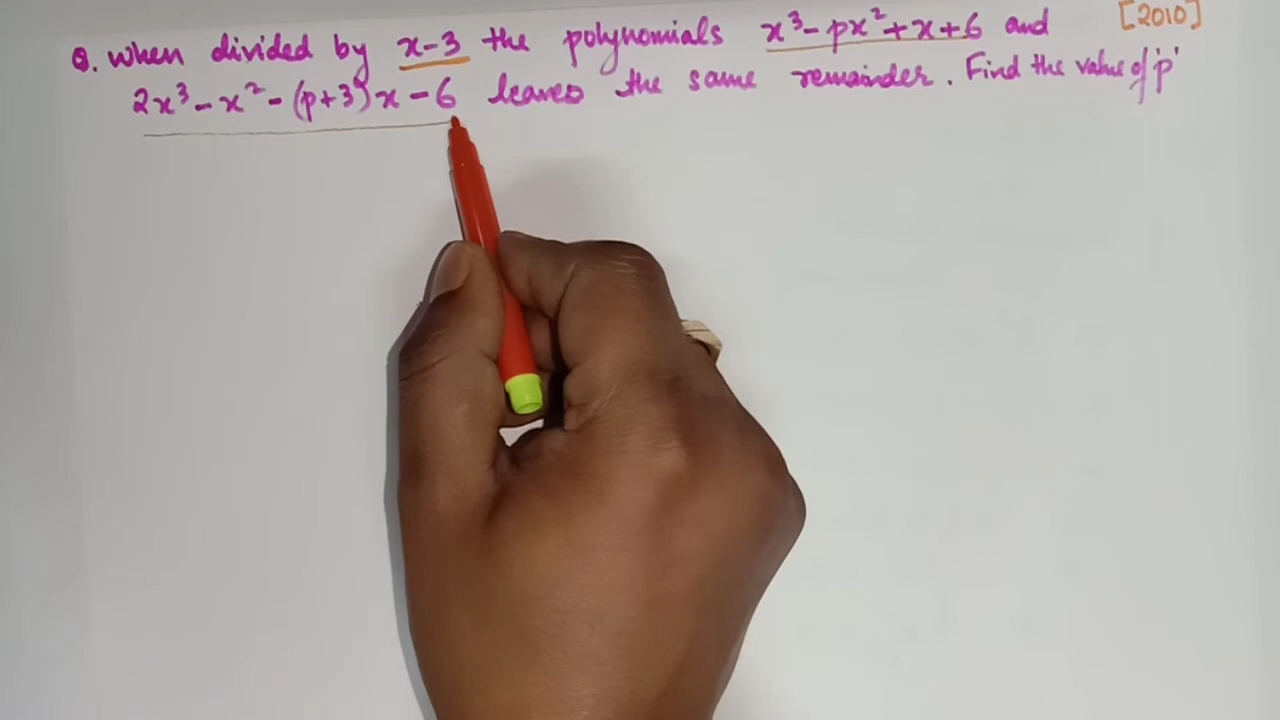 Q. When divided by x-3 the polynomials x³-px²+x+6 and [2010]
2x³-x²-(p+3)x-6 leaves the same remainder. Find the value of 'p'